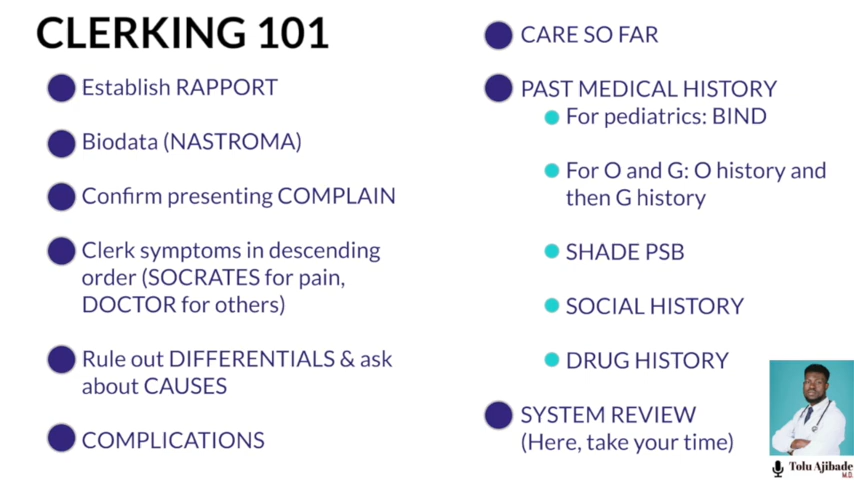 CLERKING 101
Establish RAPPORT
Biodata (NASTROMA)
Confirm presenting COMPLAIN
Clerk symptoms in descending
order (SOCRATES for pain,
DOCTOR for others)
Rule out DIFFERENTIALS & ask
about CAUSES
COMPLICATIONS
CARE SO FAR
PAST MEDICAL HISTORY
For pediatrics: BIND
For O and G: O history and
then G history
SHADE PSB
SOCIAL HISTORY
DRUG HISTORY
SYSTEM REVIEW
(Here, take your time)
Tolu Ajibade
M.D.